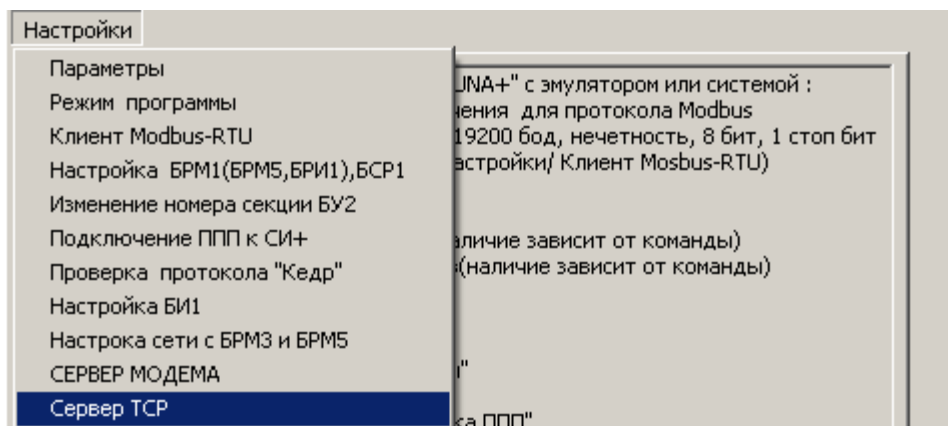 Настройки
Параметры
Режим программы
Клиент Modbus-RTU
Настройка БРМ1(БРМ5,БРИ1),БСР1
Изменение номера секции БУ2
Подключение ППП к СИ+
Проверка протокола "Кедр"
Настройка БИ1
Настрока сети с БРМ3 и БРМ5
СЕРВЕР МОДЕМА
Сервер TCP
UNA+" с эмулятором или системой :
чения для протокола Modbus
19200 бод, нечетность, 8 бит, 1 стоп бит
астройки/ Клиент Mosbus-RTU)
аличие зависит от команды)
(наличие зависит от команды)
ка ППП"